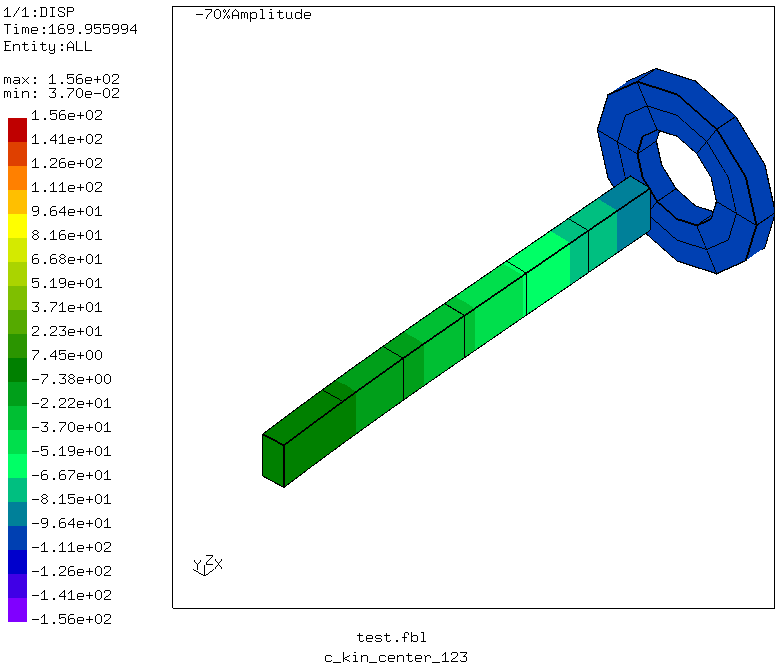 1/1:DISP
Time:169.955994
Entity:ALL
max: 1.56e+02
min: 3.70e-02
1.56e+02
1.41e+02
1.26e+02
1.11e+02
9.64e+01
8.16e+01
6.68e+01
5.19e+01
3.71e+01
2.23e+01
7.45e+00
-7.38e+00
-2.22e+01
-3.70e+01
-5.19e+01
-6.67e+01
-8.15e+01
-9.64e+01
-1.11e+02
-1.26e+02
-1.41e+02
-1.56e+02
-70%Amplitude
YZX
test.fbl
c_kin_center_123